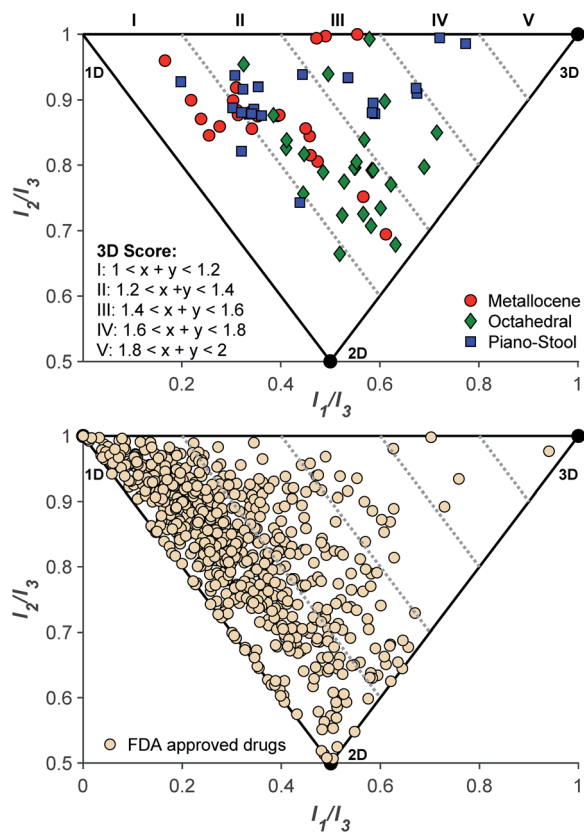 I II III IV V
1
1D
3D
0.9
0.8
I2/I3
0.7
0.6
0.5
3D Score:
I: 1 < x + y < 1.2
II: 1.2 < x +y < 1.4
III: 1.4 < x + y < 1.6
IV: 1.6 < x + y < 1.8
V: 1.8 < x + y < 2
Metallocene
Octahedral
Piano-Stool
2D
0.2 0.4 0.6 0.8 1
I1/I3
1
1D
3D
0.9
0.8
I2/I3
0.7
0.6
0.5
FDA approved drugs
2D
0 0.2 0.4 0.6 0.8 1
I1/I3